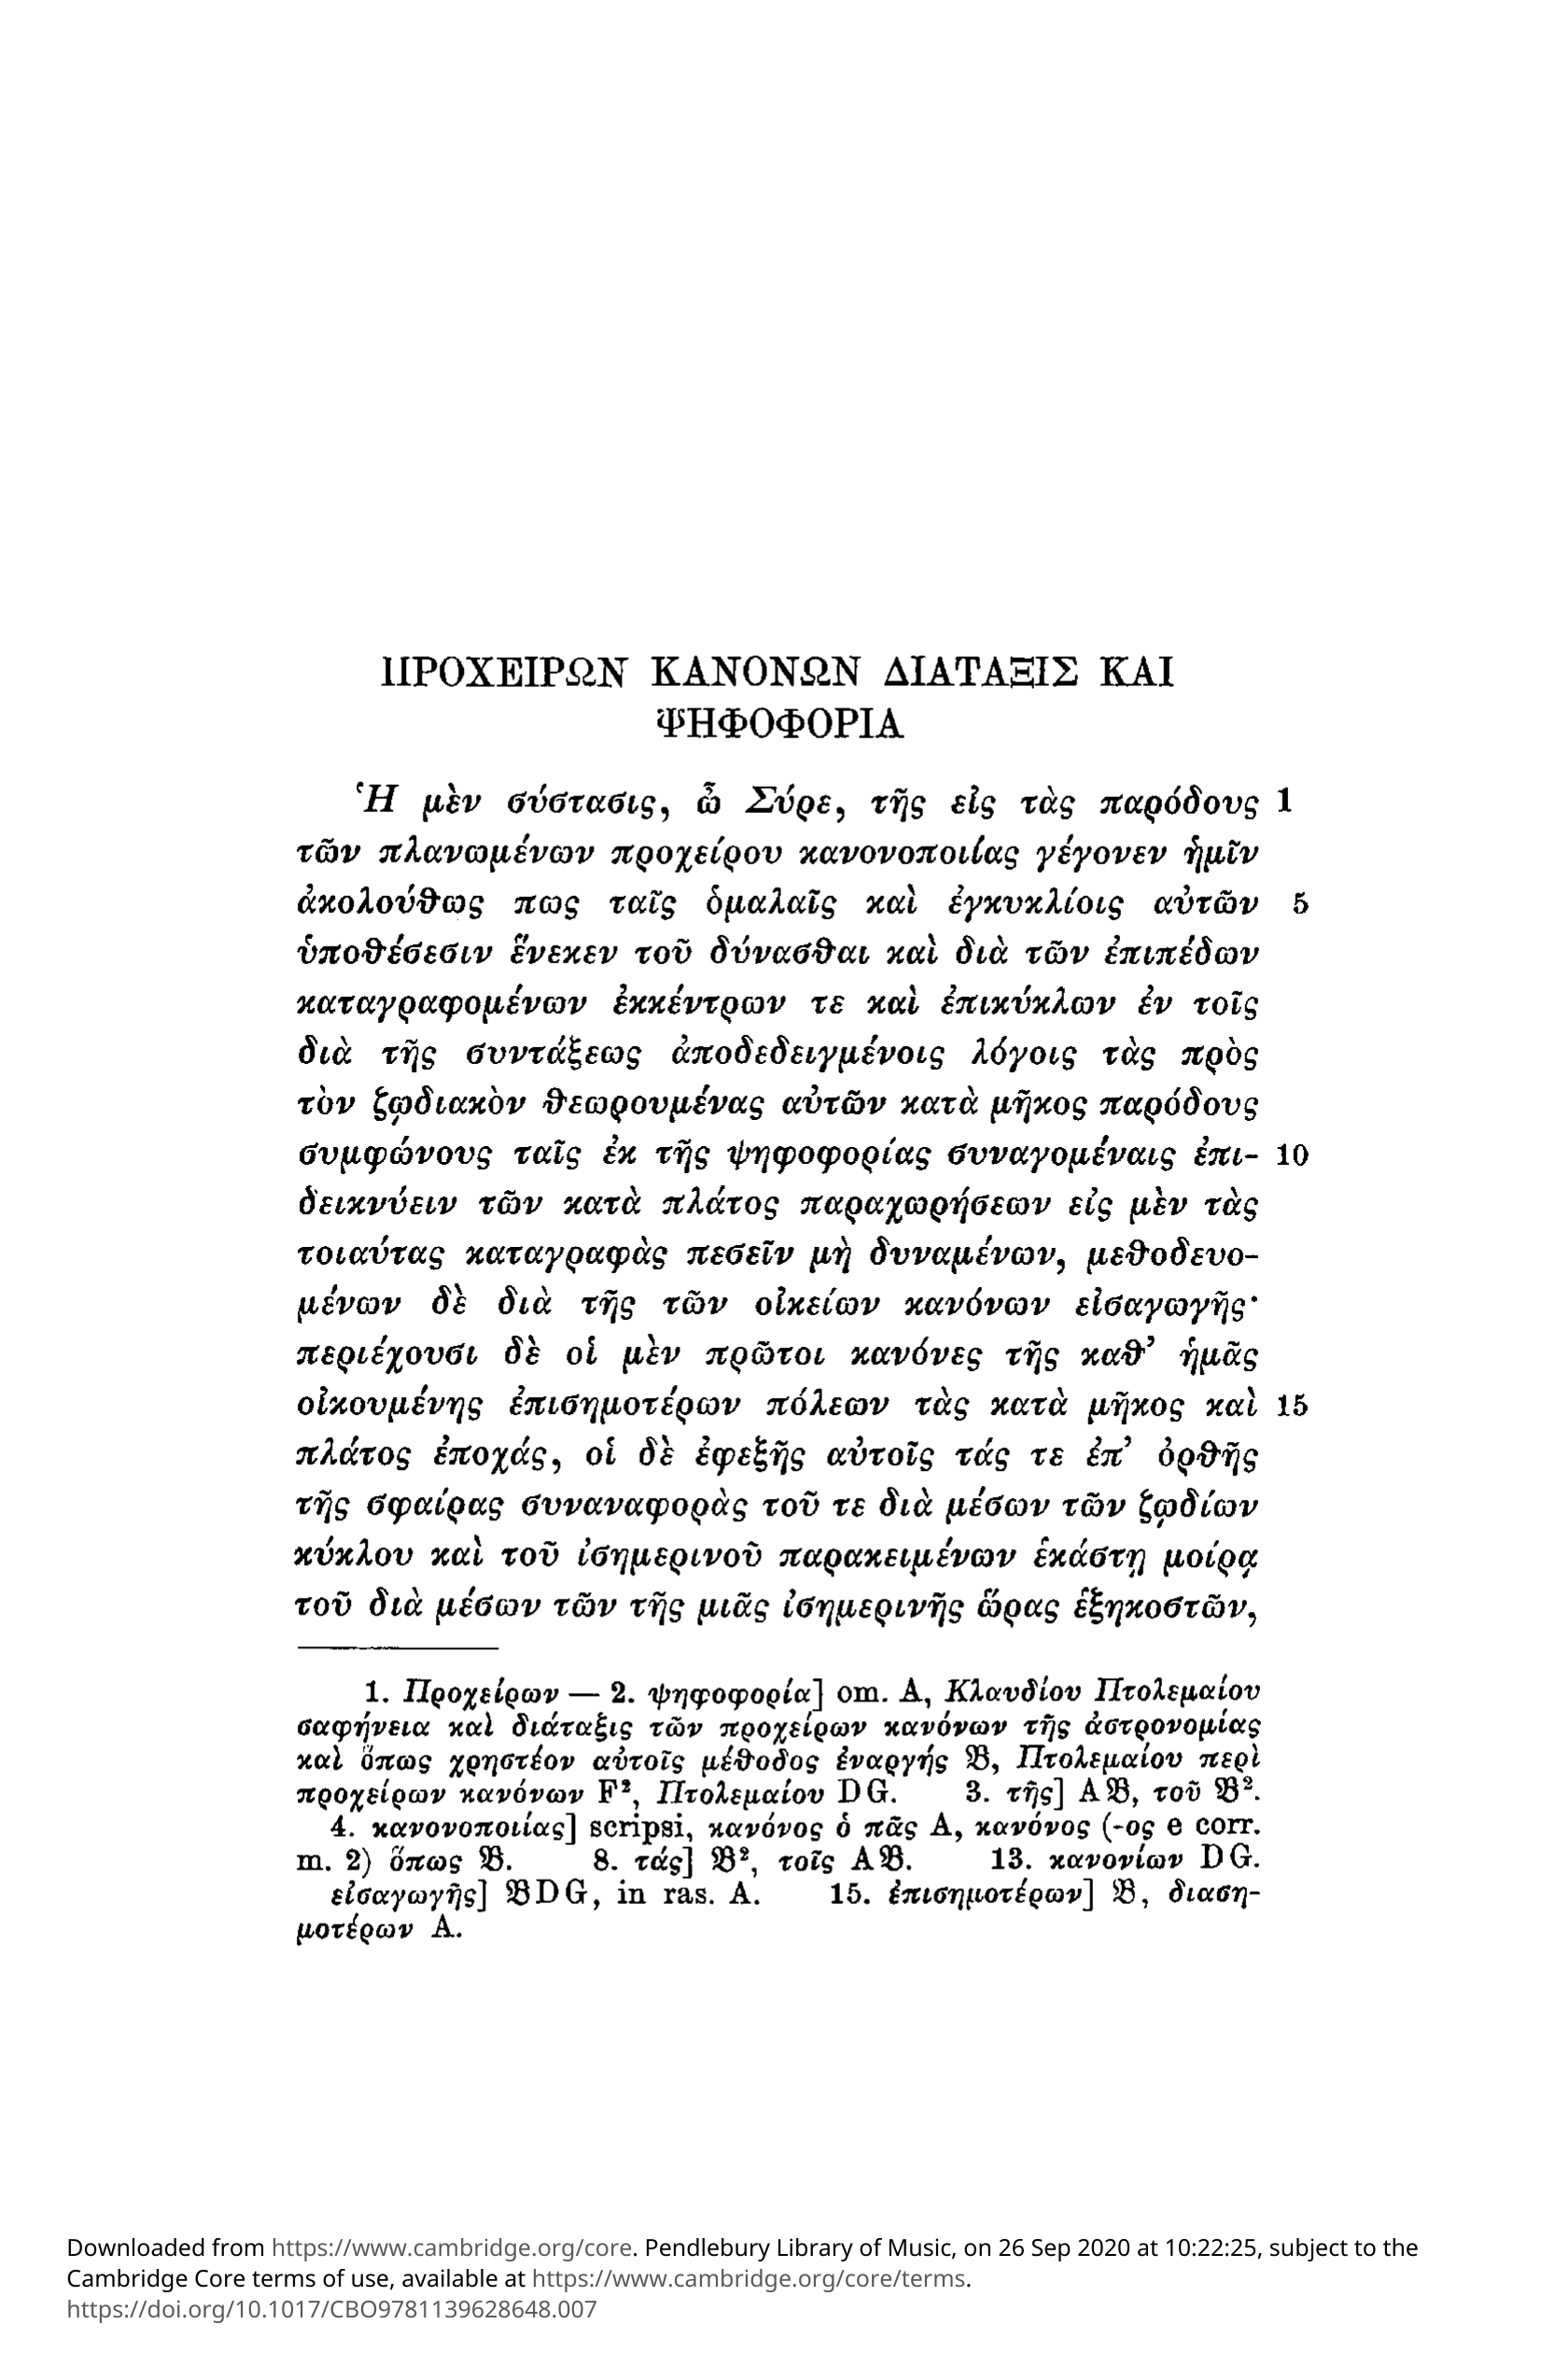 ΠΡΟΧΕΙΡΩΝ ΚΑΝΟΝΩΝ ΔΙΑΤΑΞΙΣ ΚΑΙ
ΨΗΦΟΦΟΡΙΑ
Ἡ μὲν σύστασις, ὦ Σύρε, τῆς εἰς τὰς παρόδους 1
τῶν πλανωμένων προχείρου κανονοποιίας γέγονεν ἡμῖν
ἀκολούθως πως ταῖς ὁμαλαῖς καὶ ἐγκυκλίοις αὐτῶν 5
ὑποθέσεσιν ἕνεκεν τοῦ δύνασθαι καὶ διὰ τῶν ἐπιπέδων
καταγραφομένων ἐκκέντρων τε καὶ ἐπικύκλων ἐν τοῖς
διὰ τῆς συντάξεως ἀποδεδειγμένοις λόγοις τὰς πρὸς
τὸν ζῳδιακὸν θεωρουμένας αὐτῶν κατὰ μῆκος παρόδους
συμφώνους ταῖς ἐκ τῆς ψηφοφορίας συναγομέναις ἐπι- 10
δεικνύειν τῶν κατὰ πλάτος παραχωρήσεων εἰς μὲν τὰς
τοιαύτας καταγραφὰς πεσεῖν μὴ δυναμένων, μεθοδευο-
μένων δὲ διὰ τῆς τῶν οἰκείων κανόνων εἰσαγωγῆς·
περιέχουσι δὲ οἱ μὲν πρῶτοι κανόνες τῆς καθ’ ἡμᾶς
οἰκουμένης ἐπισημοτέρων πόλεων τὰς κατὰ μῆκος καὶ 15
πλάτος ἐποχάς, οἱ δὲ ἐφεξῆς αὐτοῖς τάς τε ἐπ’ ὀρθῆς
τῆς σφαίρας συναναφορὰς τοῦ τε διὰ μέσων τῶν ζῳδίων
κύκλου καὶ τοῦ ἰσημερινοῦ παρακειμένων ἑκάστῃ μοίρᾳ
τοῦ διὰ μέσων τῶν τῆς μιᾶς ἰσημερινῆς ὥρας ἑξηκοστῶν,
1. Προχείρων — 2. ψηφοφορία] om. A, Κλαυδίου Πτολεμαίου
σαφήνεια καὶ διάταξις τῶν προχείρων κανόνων τῆς ἀστρονομίας
καὶ ὅπως χρηστέον αὐτοῖς μέθοδος ἐναργής 𝔅, Πτολεμαίου περὶ
προχείρων κανόνων F², Πτολεμαίου DG. 3. τῆς] A𝔅, τοῦ 𝔅².
4. κανονοποιίας] scripsi, κανόνος ὁ πᾶς A, κανόνος (-ος e corr.
m. 2) ὅπως 𝔅. 8. τάς] 𝔅², τοῖς A𝔅. 13. κανονίων DG.
εἰσαγωγῆς] 𝔅DG, in ras. A. 15. ἐπισημοτέρων] 𝔅, διαση-
μοτέρων A.
Downloaded from https://www.cambridge.org/core. Pendlebury Library of Music, on 26 Sep 2020 at 10:22:25, subject to the
Cambridge Core terms of use, available at https://www.cambridge.org/core/terms.
https://doi.org/10.1017/CBO9781139628648.007